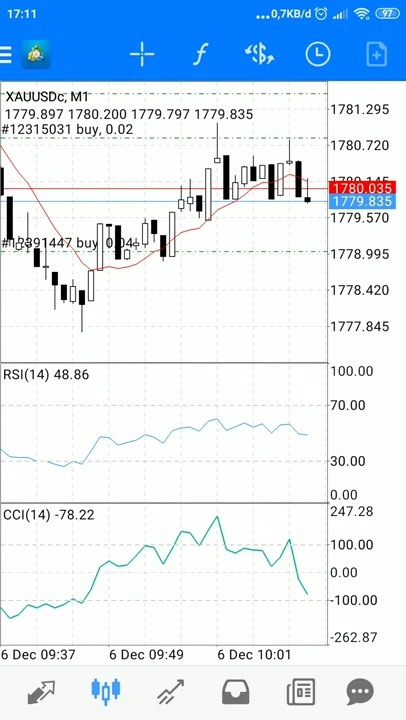 17:11 ...0,7KB/d 97
XAUUSDc, M1
1779.897 1780.200 1779.797 1779.835
#12315031 buy, 0.02
1781.295
1780.720
1780.145
1780.035
1779.835
1779.570
buy, 0.04
1778.995
1778.420
1777.845
RSI(14) 48.86
100.00
70.00
30.00
0.00
CCI(14) -78.22
247.28
100.00
0.00
-100.00
-262.87
6 Dec 09:37 6 Dec 09:49 6 Dec 10:01